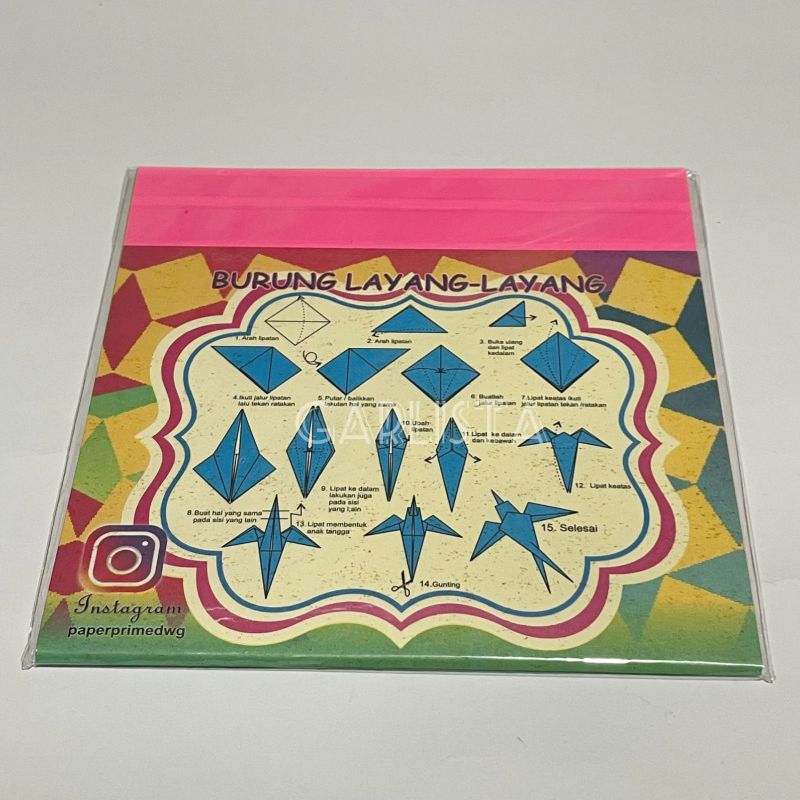 BURUNG LAYANG-LAYANG
1. Arah lipatan
2. Arah lipatan
3. Buka ulang
dan lipat
kedalam
4.Ikuti jalur lipatan
lalu tekan ratakan
5.Putar / balikkan
lakukan hal yang sama
6. Buatlah
jalur lipatan
7.Lipat keatas ikuti
jalur lipatan tekan /ratakan
8.Buat hal yang sama
pada sisi yang lain
9. Lipat ke dalam
lakukan juga
pada sisi
yang l;ain
10.Ubah
lipatan
11.Lipat ke dalam
dan kebawah
12. Lipat keatas
13. Lipat membentuk
anak tangga
14.Gunting
15. Selesai
GARLISTA
Instagram
paperprimedwg